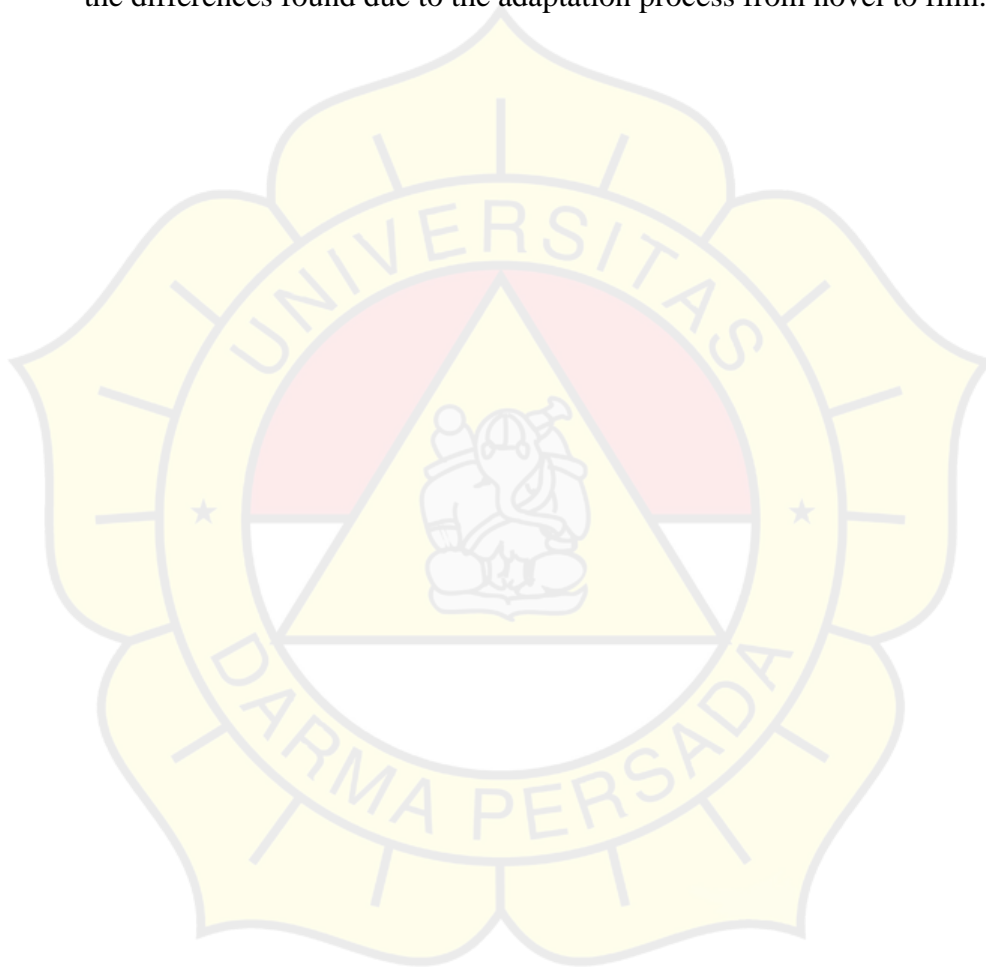 the differences found due to the adaptation process from novel to film.
UNIVERSITAS
DARMA PERSADA